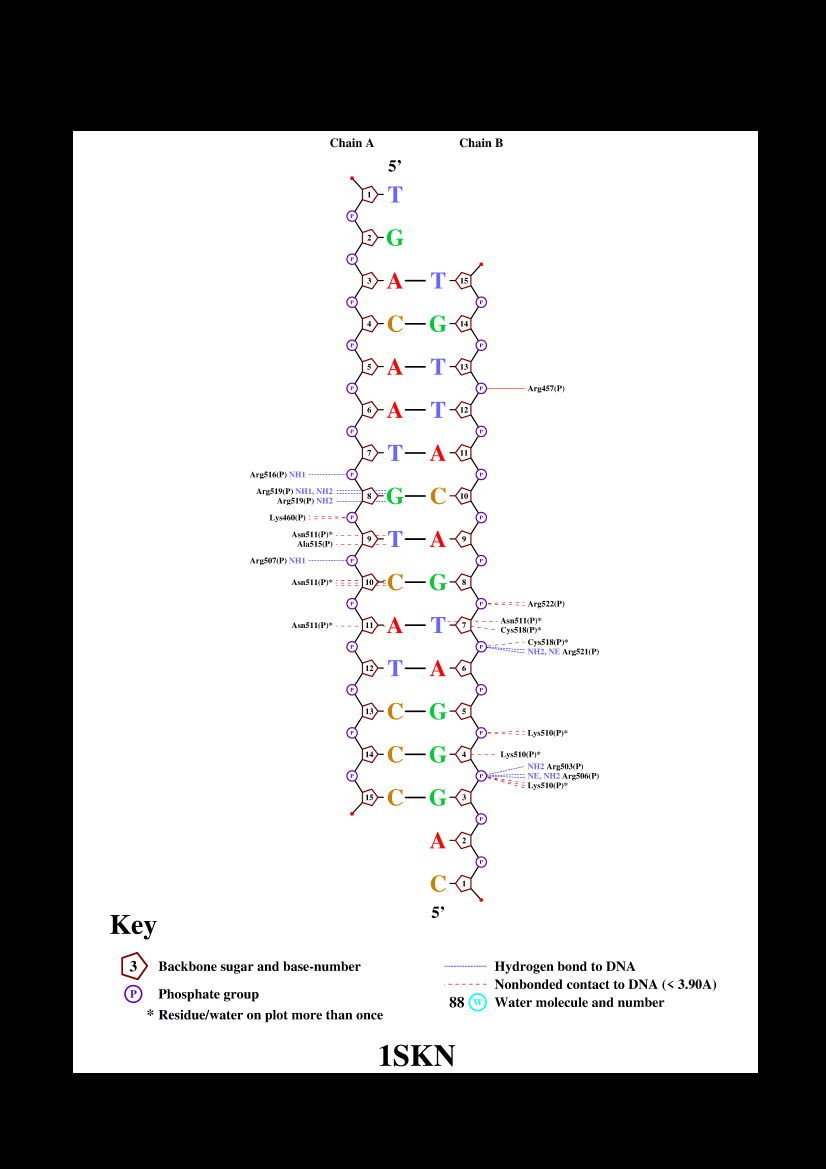 Chain A Chain B
5’
1 T
P
2 G
P
3 A T 15
P P
4 C G 14
P P
5 A T 13
P P Arg457(P)
6 A T 12
P P
7 T A 11
Arg516(P) NH1 P P
Arg519(P) NH1, NH2
8 G C 10
Arg519(P) NH2
Lys460(P) P P
Asn511(P)*
9 T A 9
Ala515(P)
Arg507(P) NH1 P P
Asn511(P)* 10 C G 8
P P Arg522(P)
Asn511(P)*
Asn511(P)* 11 A T 7
Cys518(P)*
Cys518(P)*
P P
NH2, NE Arg521(P)
12 T A 6
P P
13 C G 5
P P Lys510(P)*
14 C G 4 Lys510(P)*
NH2 Arg503(P)
P P NE, NH2 Arg506(P)
Lys510(P)*
15 C G 3
P
A 2
P
C 1
5’
Key
3 Backbone sugar and base-number
P Phosphate group
* Residue/water on plot more than once
Hydrogen bond to DNA
Nonbonded contact to DNA (< 3.90A)
88 W Water molecule and number
1SKN